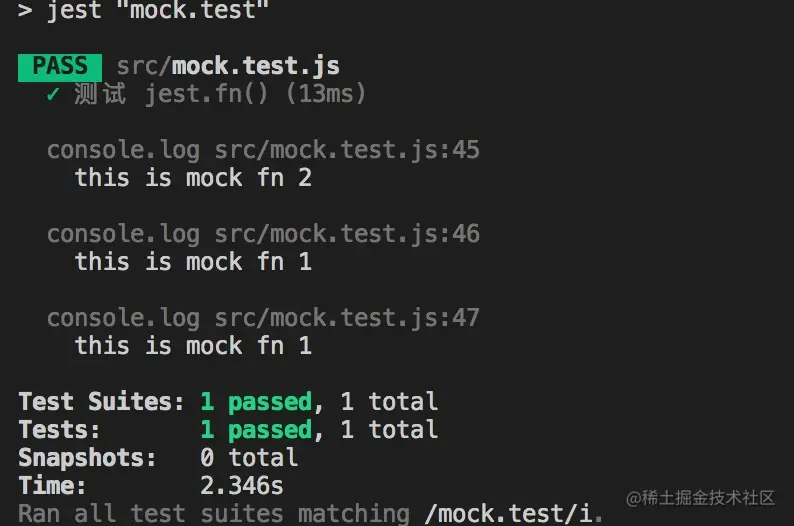 > jest "mock.test"
PASS src/mock.test.js
✓ 测试 jest.fn() (13ms)
console.log src/mock.test.js:45
this is mock fn 2
console.log src/mock.test.js:46
this is mock fn 1
console.log src/mock.test.js:47
this is mock fn 1
Test Suites: 1 passed, 1 total
Tests: 1 passed, 1 total
Snapshots: 0 total
Time: 2.346s
Ran all test suites matching /mock.test/i.
@稀土掘金技术社区